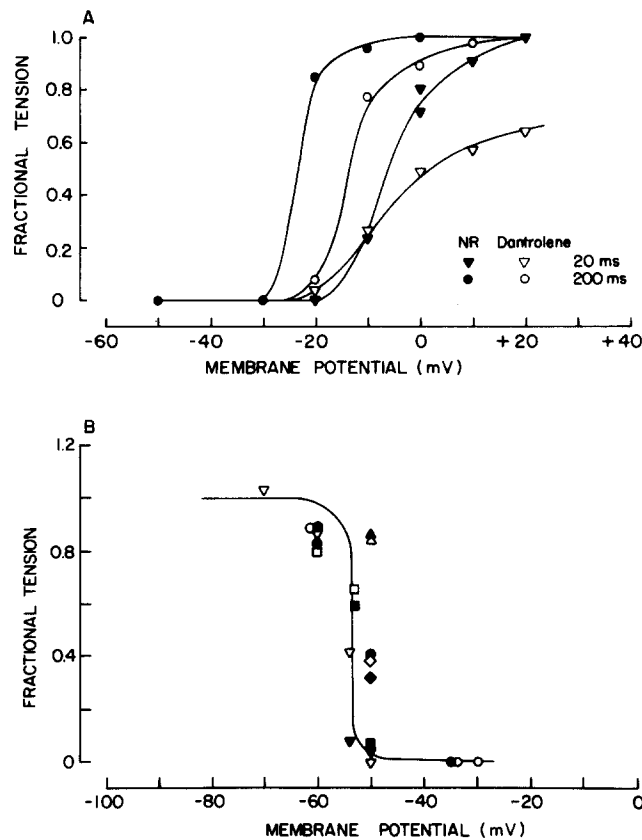 A
1.0
0.8
0.6
0.4
0.2
0
FRACTIONAL TENSION
NR Dantrolene
▼ ▽ 20 ms
● ○ 200 ms
-60 -40 -20 0 +20 +40
MEMBRANE POTENTIAL (mV)
B
1.2
0.8
0.4
0
FRACTIONAL TENSION
-100 -80 -60 -40 -20 0
MEMBRANE POTENTIAL (mV)